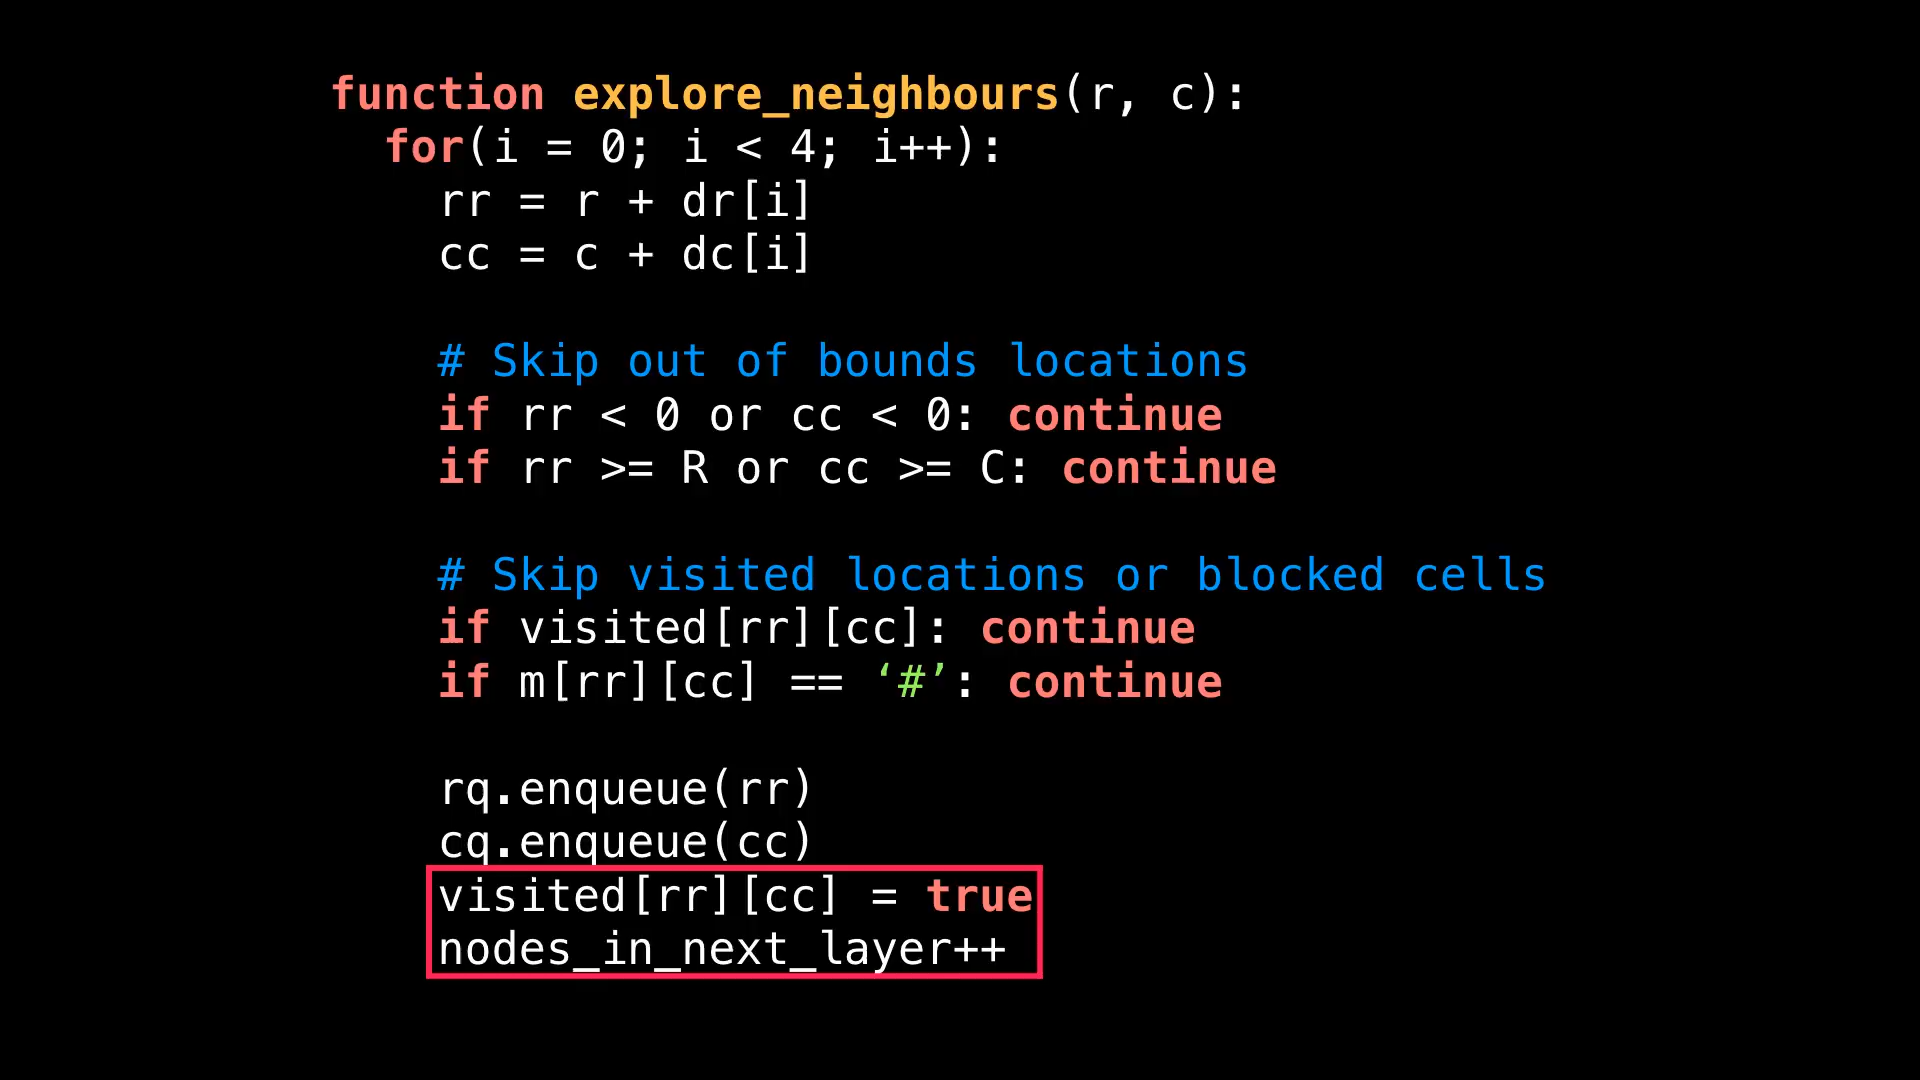 function explore_neighbours(r, c):
for(i = 0; i < 4; i++):
rr = r + dr[i]
cc = c + dc[i]
# Skip out of bounds locations
if rr < 0 or cc < 0: continue
if rr >= R or cc >= C: continue
# Skip visited locations or blocked cells
if visited[rr][cc]: continue
if m[rr][cc] == ‘#’: continue
rq.enqueue(rr)
cq.enqueue(cc)
visited[rr][cc] = true
nodes_in_next_layer++